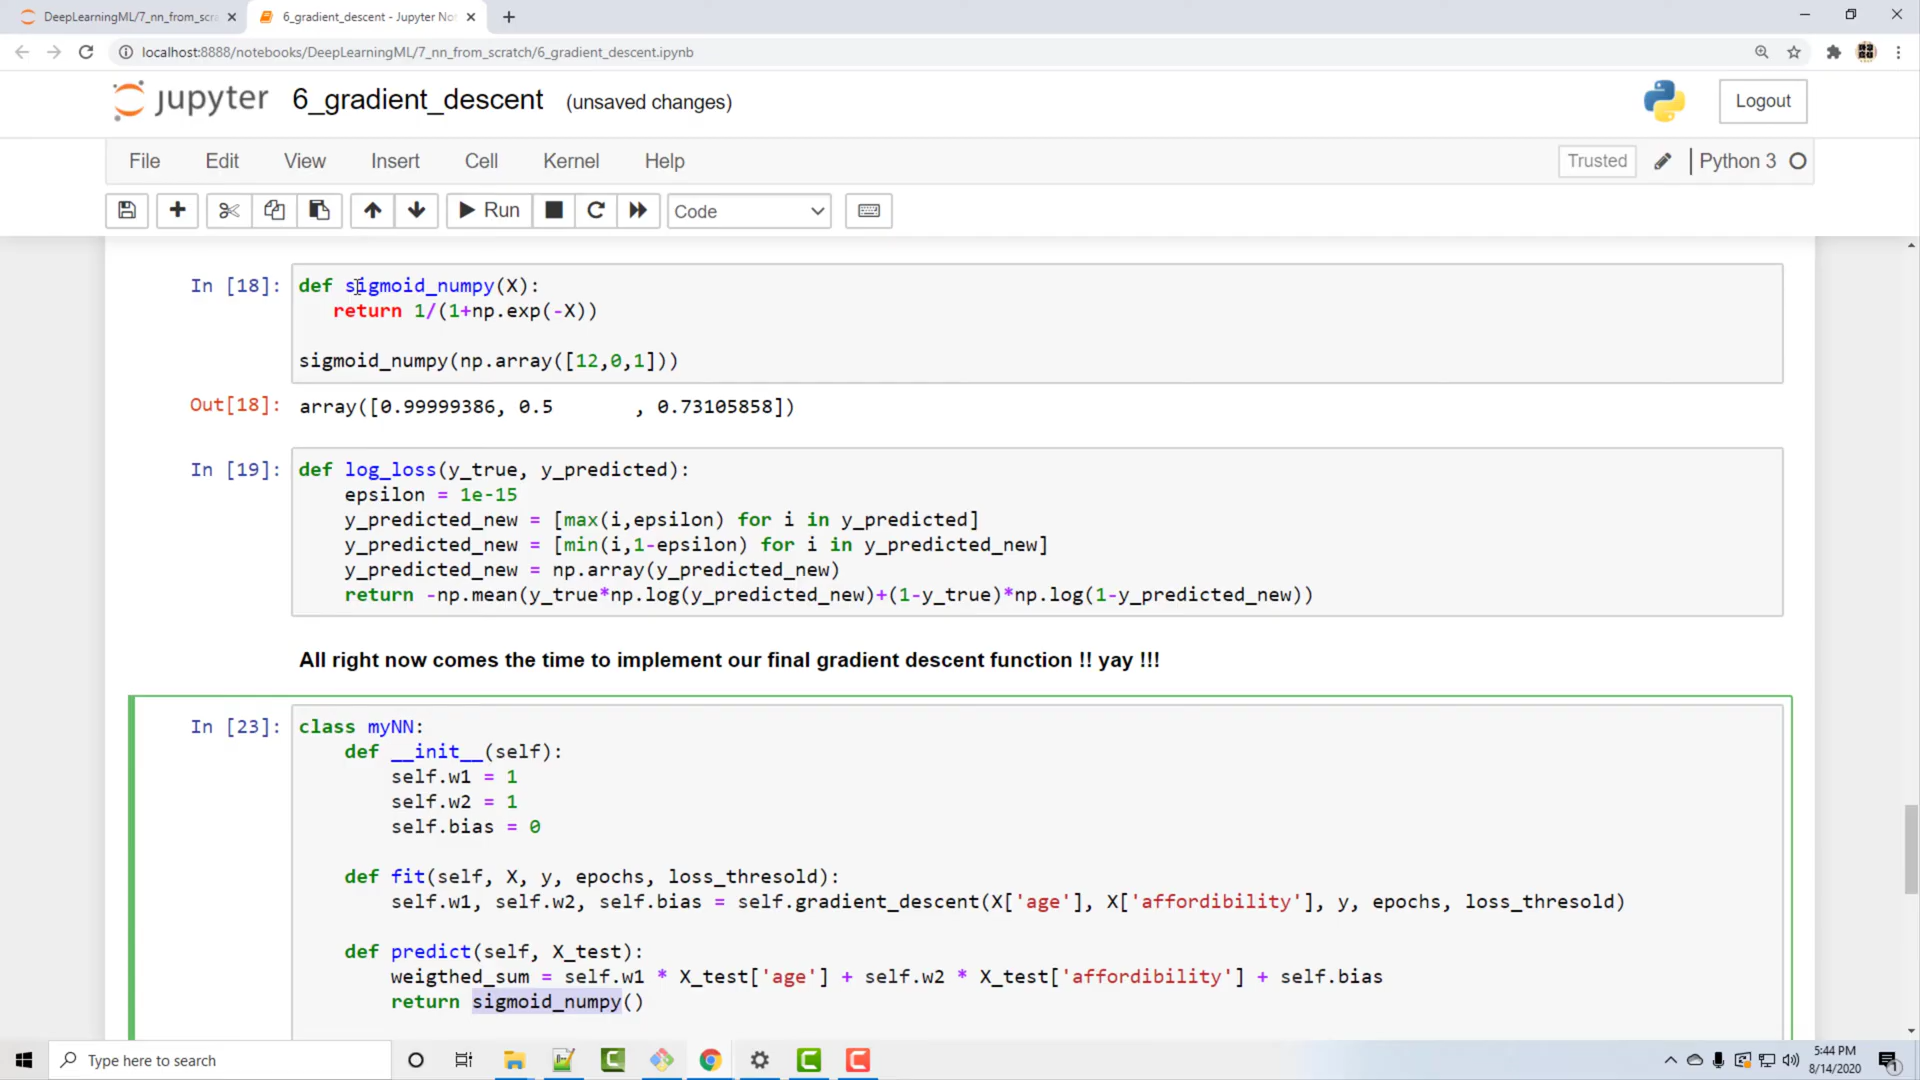 DeepLearningML/7_nn_from_scra
6_gradient_descent - Jupyter Not
localhost:8888/notebooks/DeepLearningML/7_nn_from_scratch/6_gradient_descent.ipynb
jupyter 6_gradient_descent (unsaved changes)
Logout
File Edit View Insert Cell Kernel Help
Trusted Python 3
Run Code
In [18]: def sigmoid_numpy(X):
return 1/(1+np.exp(-X))
sigmoid_numpy(np.array([12,0,1]))
Out[18]: array([0.99999386, 0.5 , 0.73105858])
In [19]: def log_loss(y_true, y_predicted):
epsilon = 1e-15
y_predicted_new = [max(i,epsilon) for i in y_predicted]
y_predicted_new = [min(i,1-epsilon) for i in y_predicted_new]
y_predicted_new = np.array(y_predicted_new)
return -np.mean(y_true*np.log(y_predicted_new)+(1-y_true)*np.log(1-y_predicted_new))
All right now comes the time to implement our final gradient descent function !! yay !!!
In [23]: class myNN:
def __init__(self):
self.w1 = 1
self.w2 = 1
self.bias = 0
def fit(self, X, y, epochs, loss_thresold):
self.w1, self.w2, self.bias = self.gradient_descent(X['age'], X['affordibility'], y, epochs, loss_thresold)
def predict(self, X_test):
weigthed_sum = self.w1 * X_test['age'] + self.w2 * X_test['affordibility'] + self.bias
return sigmoid_numpy()
Type here to search
5:44 PM
8/14/2020